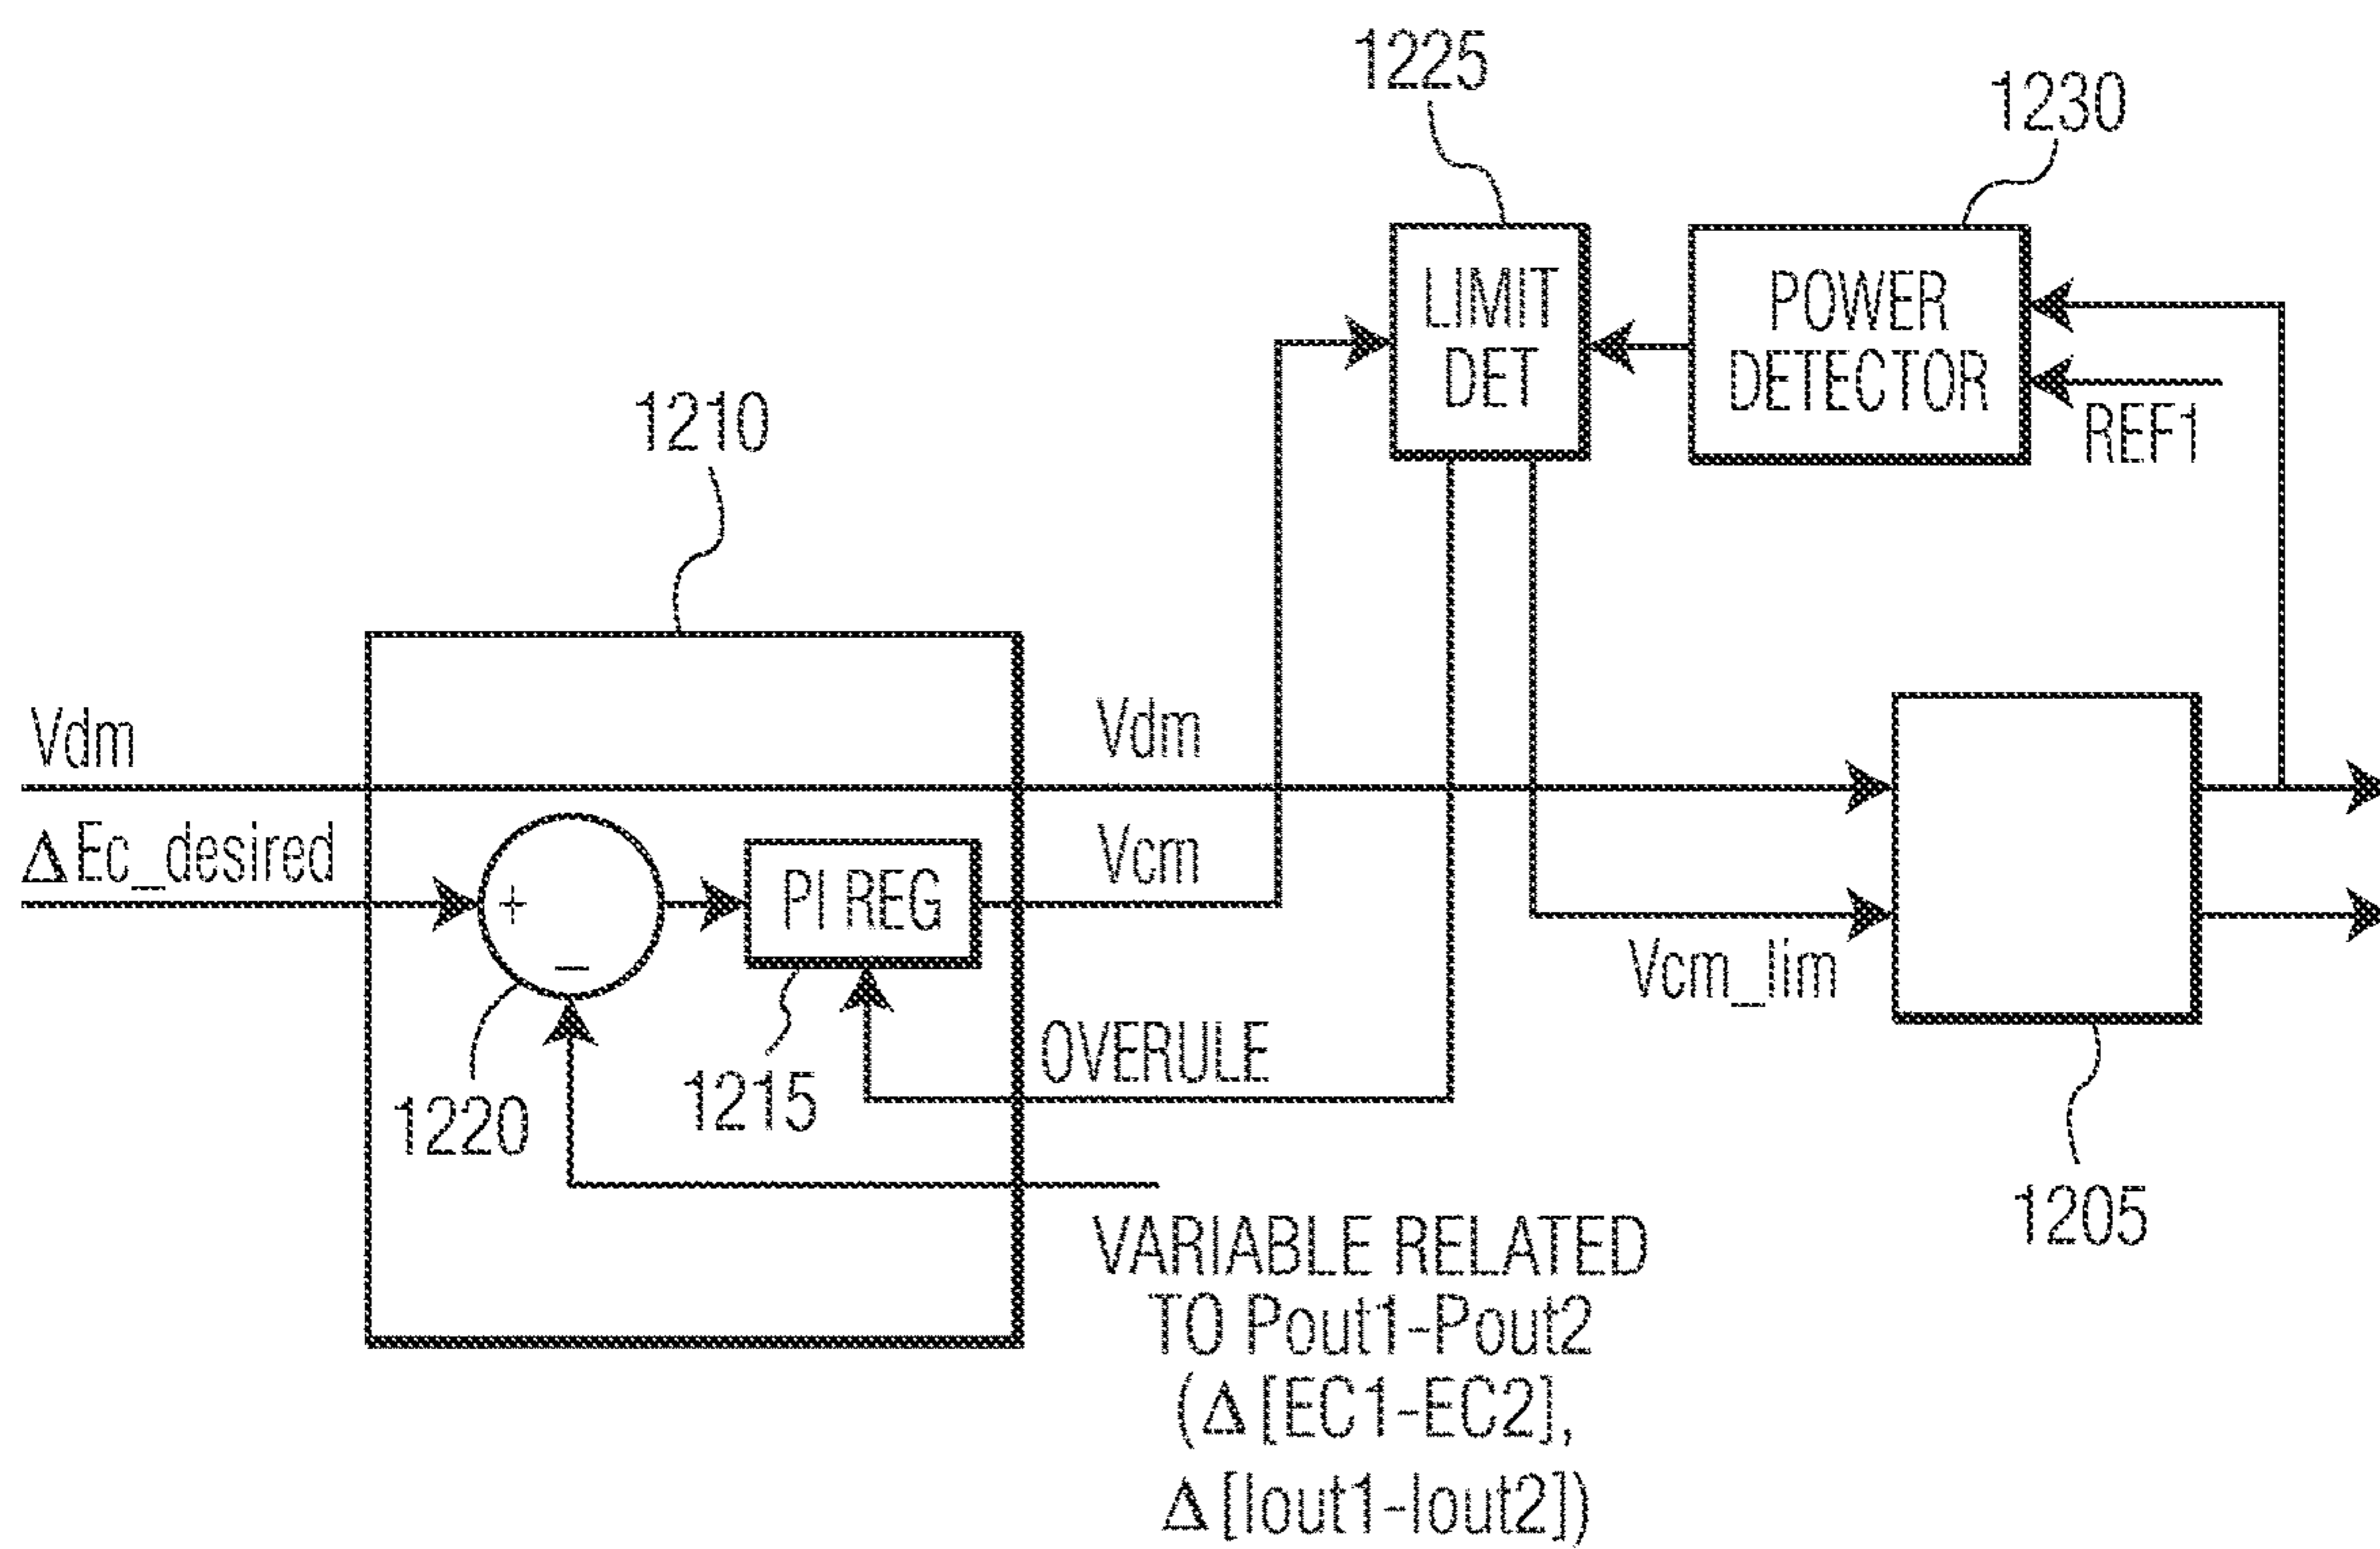 1225
1230
LIMIT
DET
POWER
DETECTOR
REF1
1210
Vdm
Vdm
ΔEc_desired
+
−
PI REG
Vcm
Vcm_lim
OVERULE
1220
1215
1205
VARIABLE RELATED
TO Pout1-Pout2
(Δ[EC1-EC2],
Δ[Iout1-Iout2])